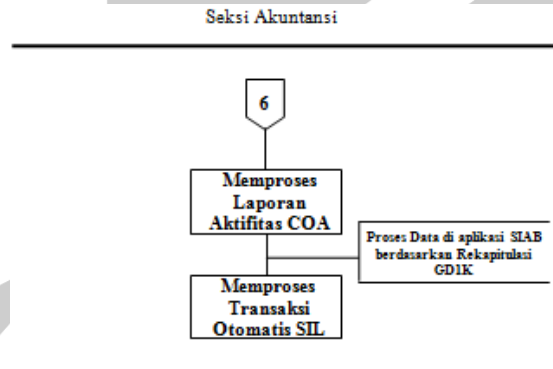 Seksi Akuntansi
6
Memproses
Laporan
Aktifitas COA
Proses Data di aplikasi SIAB
berdasarkan Rekapitulasi
GD1K
Memproses
Transaksi
Otomatis SIL